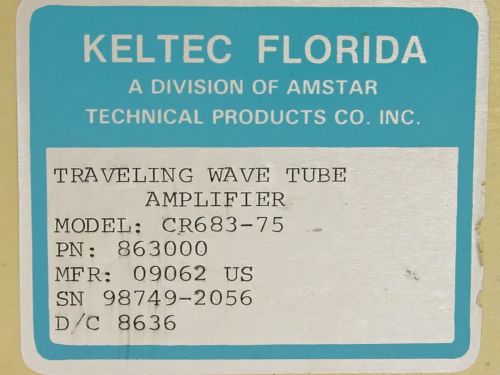 KELTEC FLORIDA
A DIVISION OF AMSTAR
TECHNICAL PRODUCTS CO. INC.
TRAVELING WAVE TUBE
AMPLIFIER
MODEL: CR683-75
PN: 863000
MFR: 09062 US
SN 98749-2056
D/C 8636